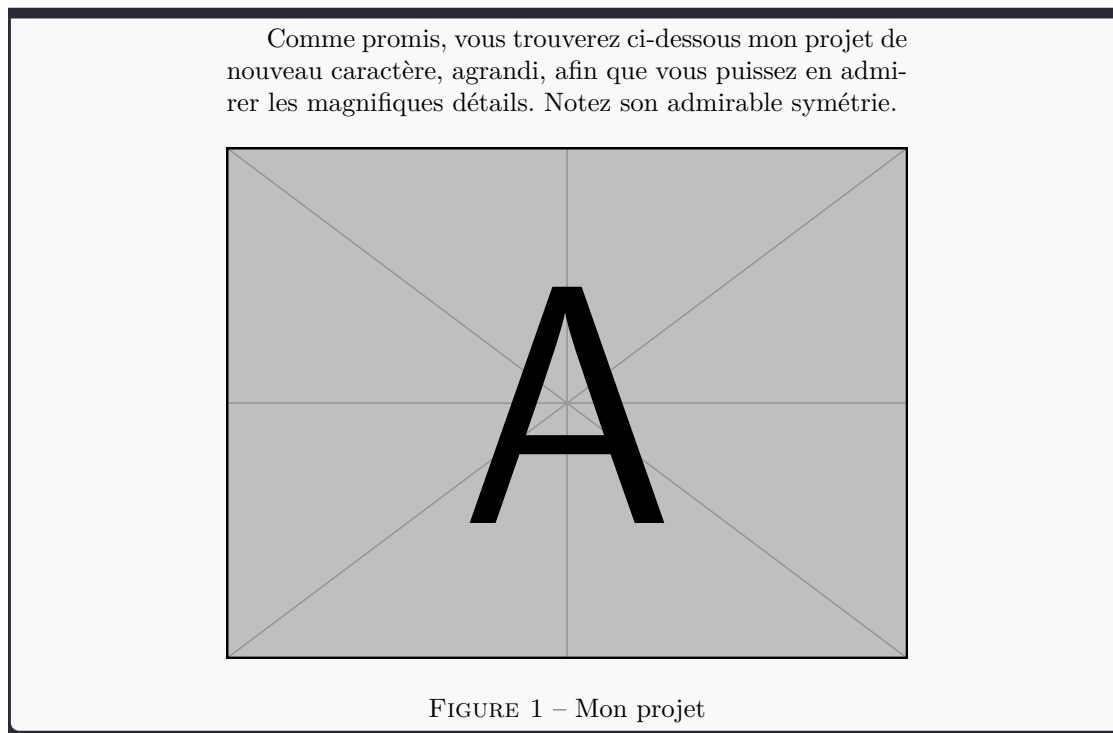 Comme promis, vous trouverez ci-dessous mon projet de
nouveau caractère, agrandi, afin que vous puissez en admi-
rer les magnifiques détails. Notez son admirable symétrie.
A
FIGURE 1 – Mon projet